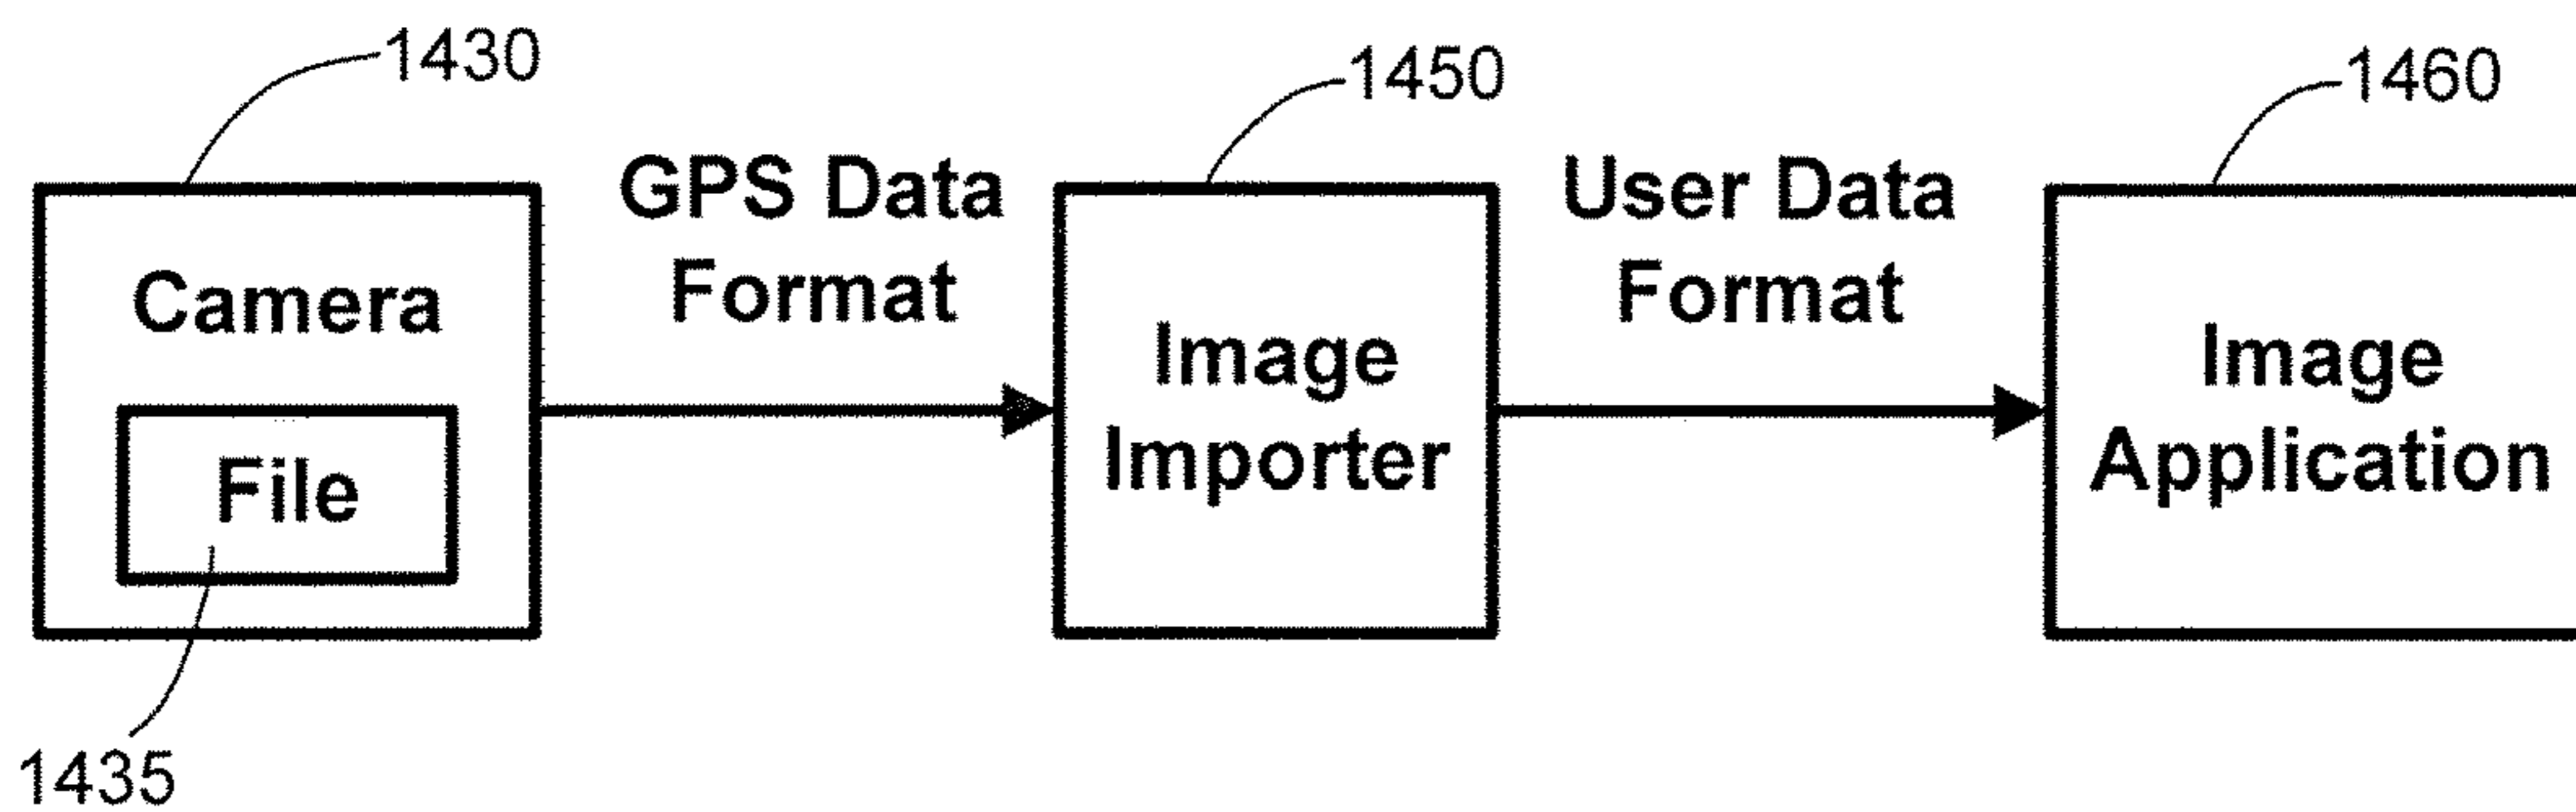 1430
1450
1460
GPS Data
Format
User Data
Format
Camera
File
Image
Importer
Image
Application
1435